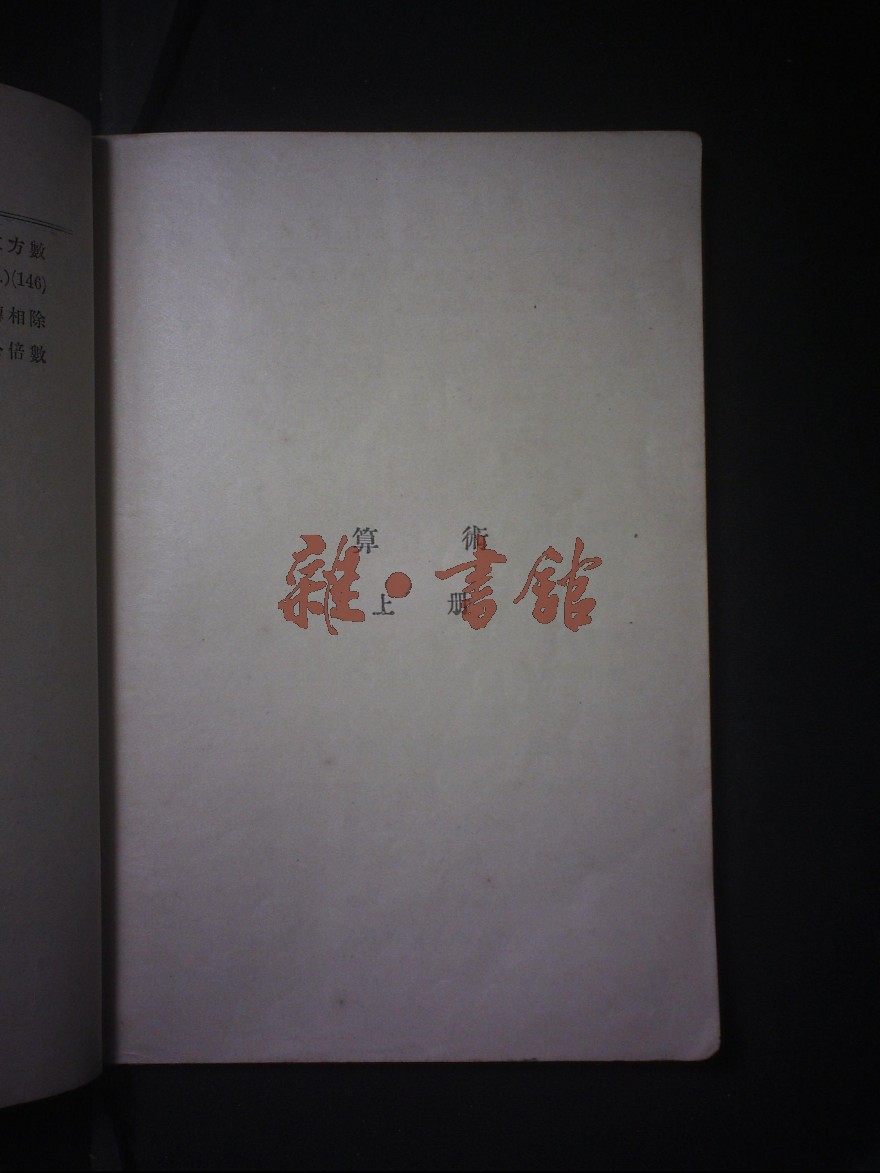 方數
)(146)
相除
倍數
算 術
上 册
雜·書館